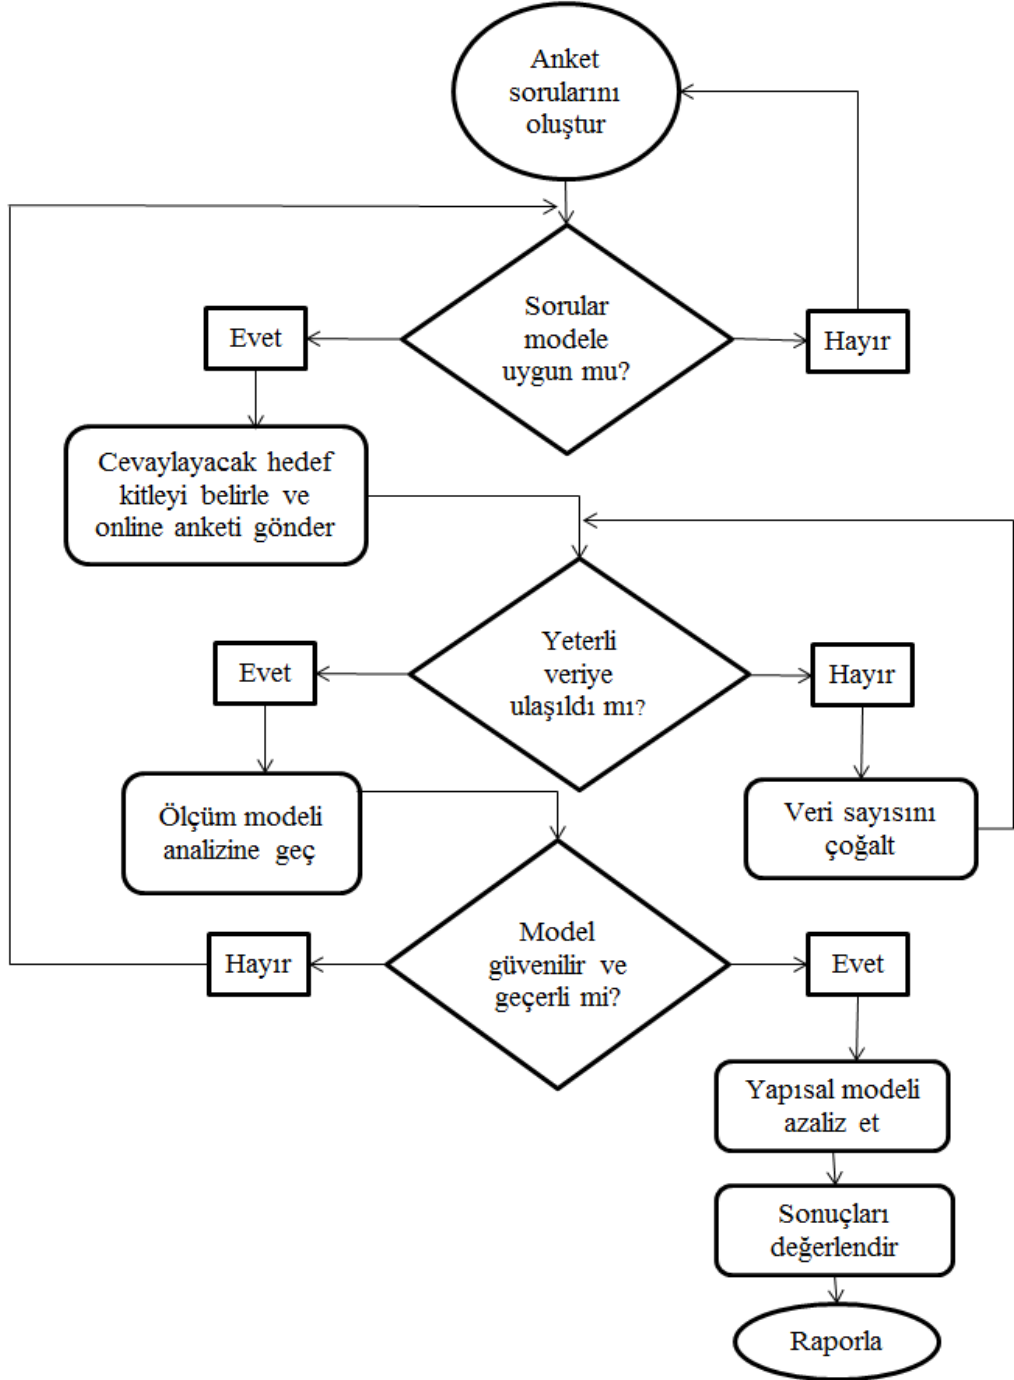 Anket
sorularını
oluştur
Sorular
modele
uygun mu?
Evet
Hayır
Cevaylayacak hedef
kitleyi belirle ve
online anketi gönder
Yeterli
veriye
ulaşıldı mı?
Evet
Hayır
Ölçüm modeli
analizine geç
Veri sayısını
çoğalt
Model
güvenilir ve
geçerli mi?
Hayır
Evet
Yapısal modeli
azaliz et
Sonuçları
değerlendir
Raporla